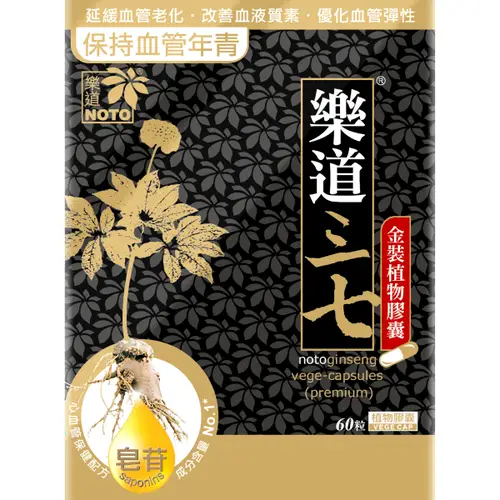 延緩血管老化·改善血液質素·優化血管彈性
保持血管年青
樂道
NOTO
樂道三七®
金裝植物膠囊
notoginseng
vege-capsules
(premium)
心血管保健配方
皂苷
saponins
成分含量 No.1*
60粒
植物膠囊
VEGE CAP